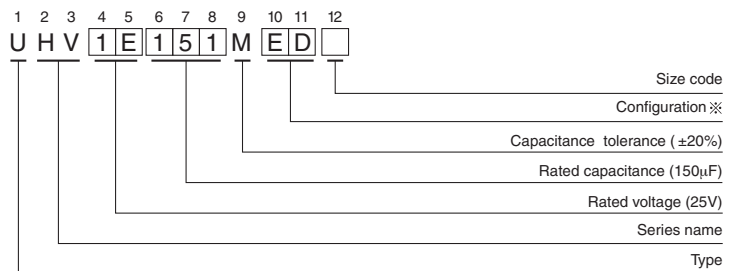 1 2 3 4 5 6 7 8 9 10 11 12
U H V 1 E 1 5 1 M E D
Size code
Configuration ※
Capacitance tolerance ( ±20%)
Rated capacitance (150µF)
Rated voltage (25V)
Series name
Type